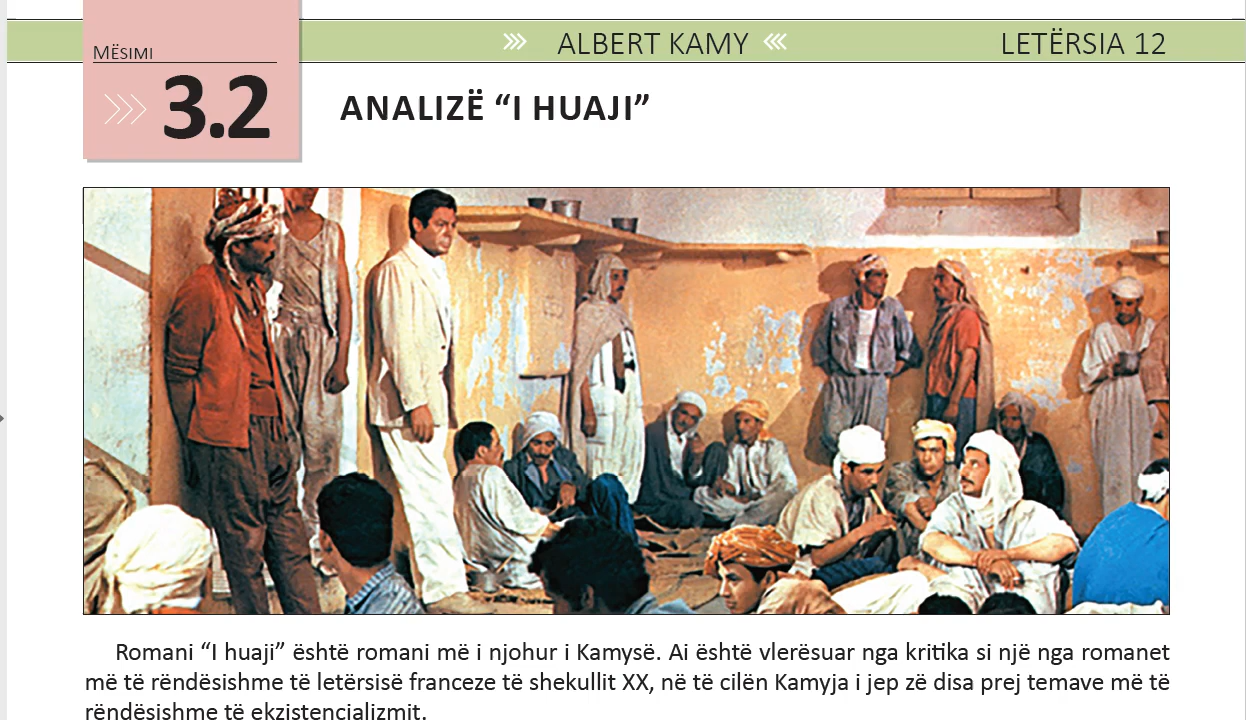 MËSIMI
3.2
ALBERT KAMY
LETËRSIA 12
ANALIZË “I HUAJI”
Romani “I huaji” është romani më i njohur i Kamysë. Ai është vlerësuar nga kritika si një nga romanet
më të rëndësishme të letërsisë franceze të shekullit XX, në të cilën Kamyja i jep zë disa prej temave më të
rëndësishme të ekzistencializmit.